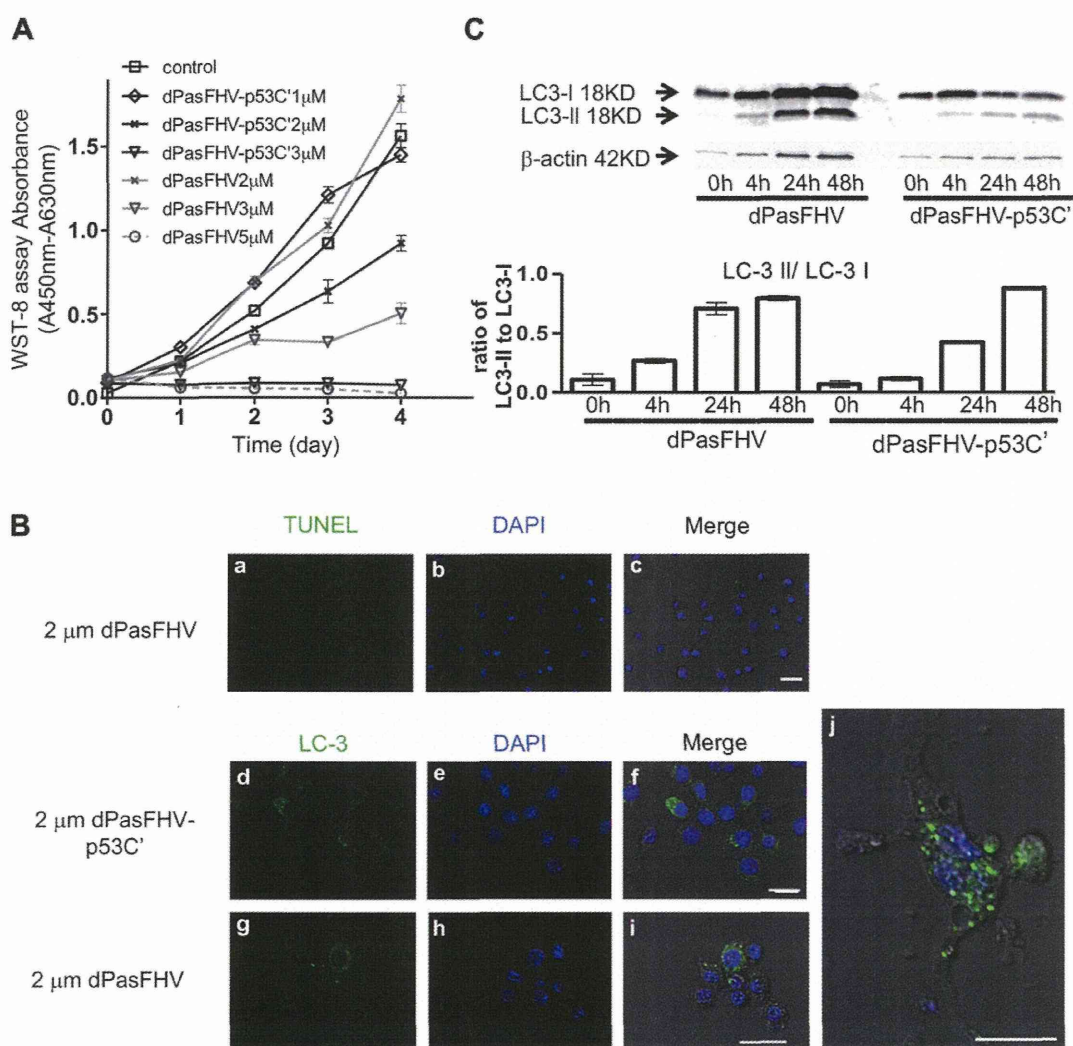 A
WST-8 assay Absorbance
(A450nm-A630nm)
1.5
1.0
0.5
0.0
control
dPasFHV-p53C'1μM
dPasFHV-p53C'2μM
dPasFHV-p53C'3μM
dPasFHV2μM
dPasFHV3μM
dPasFHV5μM
0 1 2 3 4
Time (day)
C
LC3-I 18KD
LC3-II 18KD
β-actin 42KD
0h 4h 24h 48h 0h 4h 24h 48h
dPasFHV dPasFHV-p53C'
LC-3 II/ LC-3 I
ratio of
LC3-II to LC3-I
1.0
0.5
0.0
0h 4h 24h 48h 0h 4h 24h 48h
dPasFHV dPasFHV-p53C'
B
TUNEL DAPI Merge
2 μm dPasFHV
a b c
LC-3 DAPI Merge
2 μm dPasFHV-
p53C'
d e f
2 μm dPasFHV
g h i
j